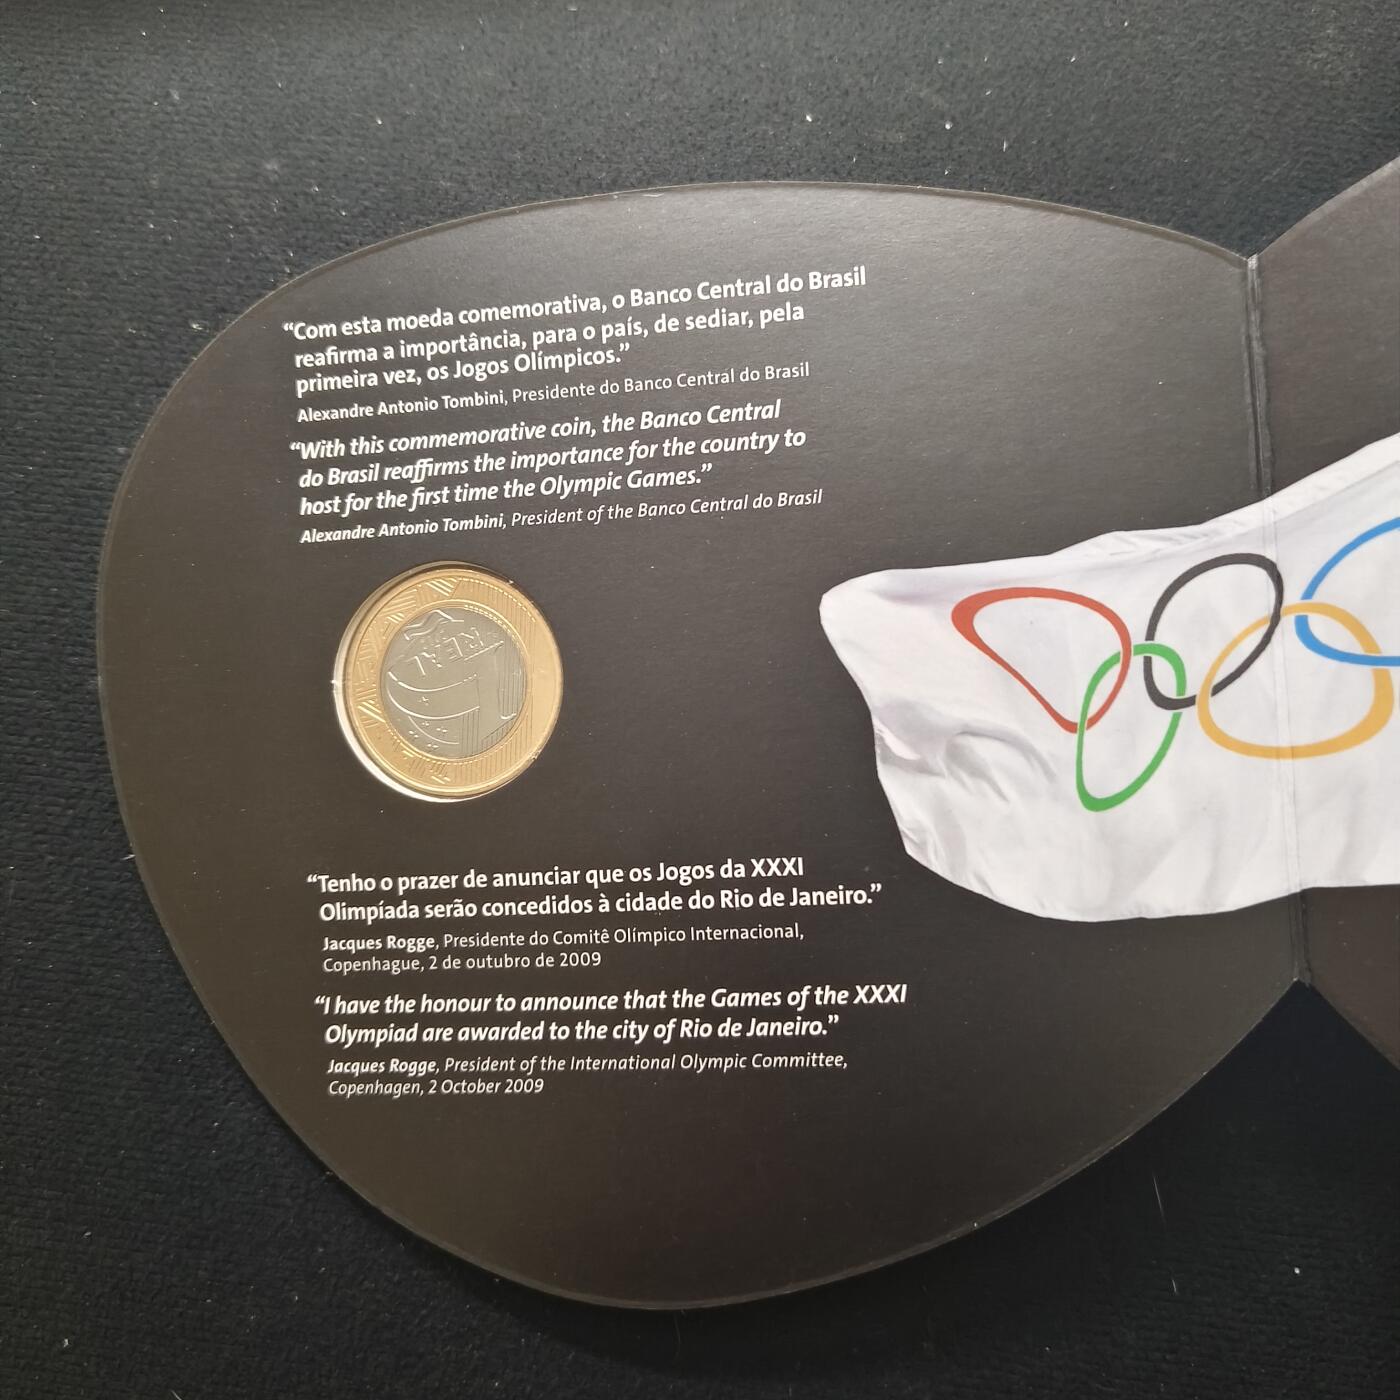 “Com esta moeda comemorativa, o Banco Central do Brasil
reafirma a importância, para o país, de sediar, pela
primeira vez, os Jogos Olímpicos.”
Alexandre Antonio Tombini, Presidente do Banco Central do Brasil
“With this commemorative coin, the Banco Central
do Brasil reaffirms the importance for the country to
host for the first time the Olympic Games.”
Alexandre Antonio Tombini, President of the Banco Central do Brasil
1
REAL
“Tenho o prazer de anunciar que os Jogos da XXXI
Olimpíada serão concedidos à cidade do Rio de Janeiro.”
Jacques Rogge, Presidente do Comitê Olímpico Internacional,
Copenhague, 2 de outubro de 2009
“I have the honour to announce that the Games of the XXXI
Olympiad are awarded to the city of Rio de Janeiro.”
Jacques Rogge, President of the International Olympic Committee,
Copenhagen, 2 October 2009